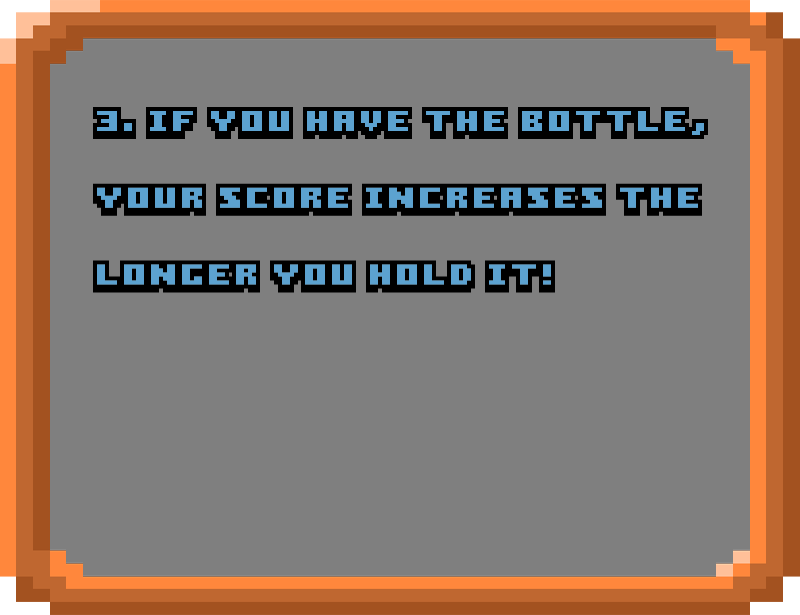 3. IF YOU HAVE THE BOTTLE,
YOUR SCORE INCREASES THE
LONGER YOU HOLD IT!